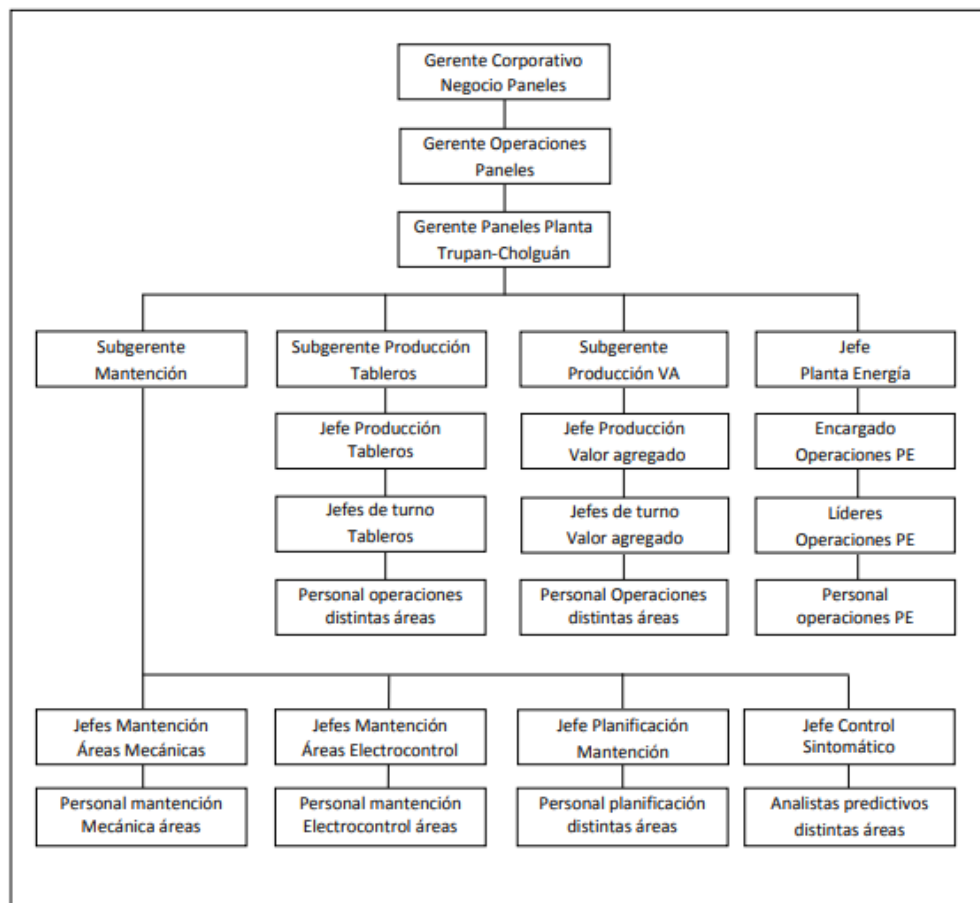 Gerente Corporativo
Negocio Paneles
Gerente Operaciones
Paneles
Gerente Paneles Planta
Trupan-Cholguán
Subgerente
Mantención
Subgerente Producción
Tableros
Subgerente
Producción VA
Jefe
Planta Energía
Jefe Producción
Tableros
Jefe Producción
Valor agregado
Encargado
Operaciones PE
Jefes de turno
Tableros
Jefes de turno
Valor agregado
Líderes
Operaciones PE
Personal operaciones
distintas áreas
Personal Operaciones
distintas áreas
Personal
operaciones PE
Jefes Mantención
Áreas Mecánicas
Jefes Mantención
Áreas Electrocontrol
Jefe Planificación
Mantención
Jefe Control
Sintomático
Personal mantención
Mecánica áreas
Personal mantención
Electrocontrol áreas
Personal planificación
distintas áreas
Analistas predictivos
distintas áreas